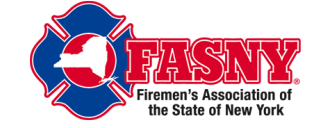 FASNY®
Firemen's Association of
the State of New York